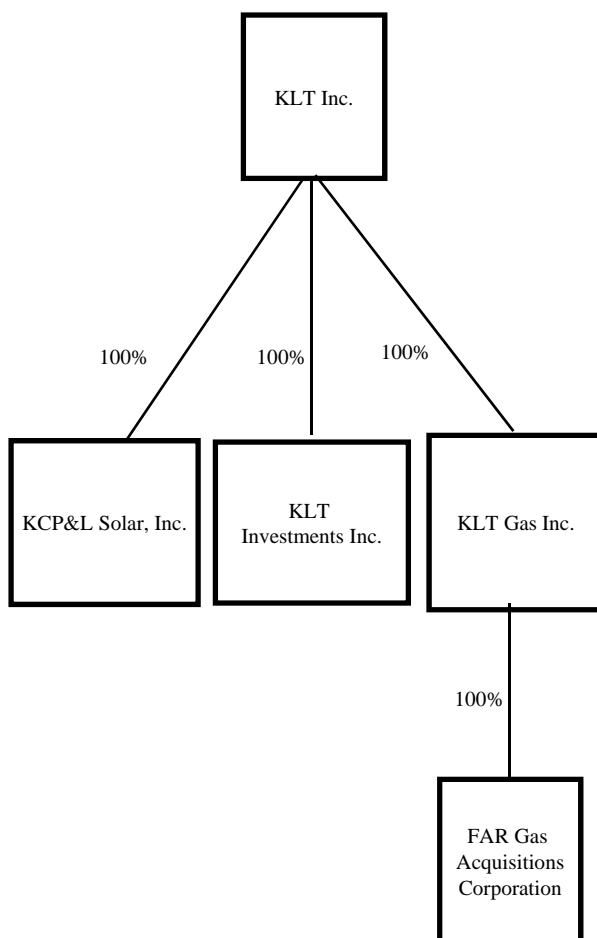 KLT Inc.
100%
100%
100%
KCP&L Solar, Inc.
KLT
Investments Inc.
KLT Gas Inc.
100%
FAR Gas
Acquisitions
Corporation